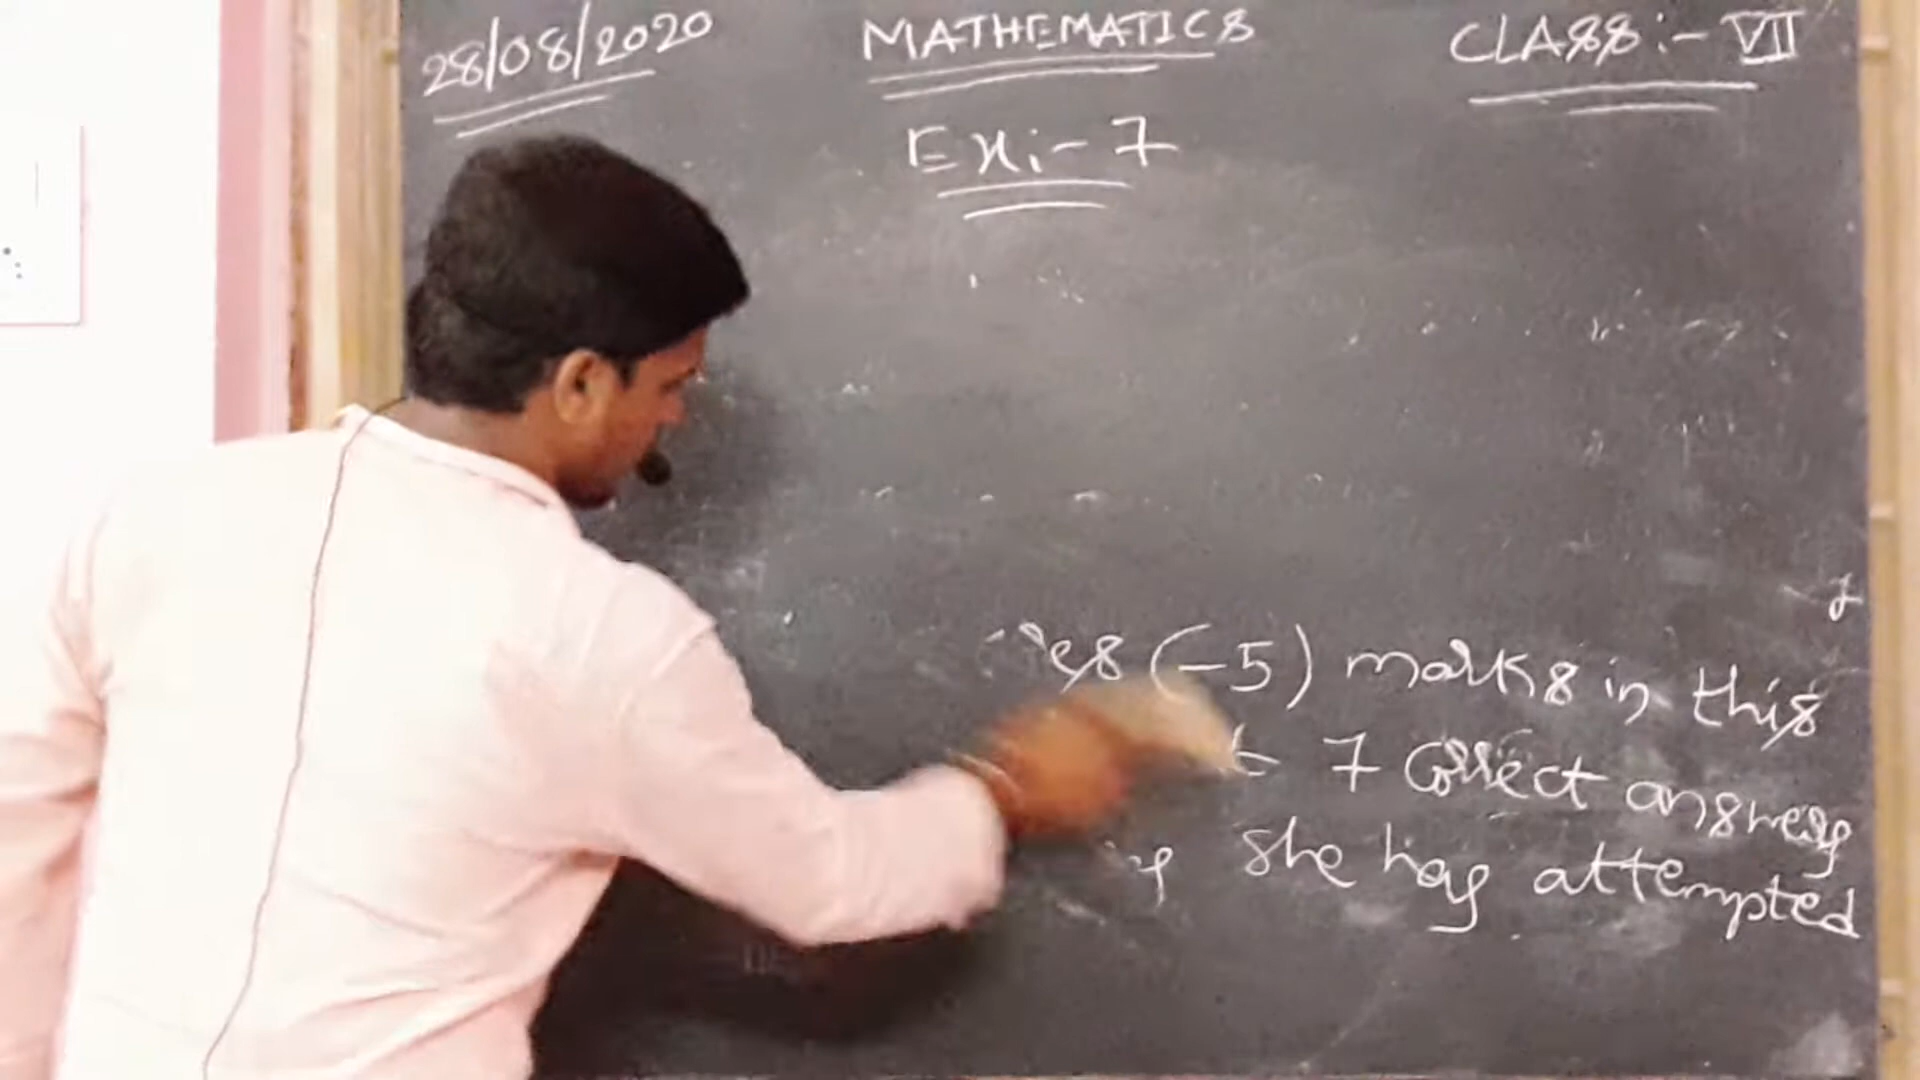 28/08/2020 MATHEMATICS CLASS:- VII
Ex:- 7
(-5) marks in this
7 correct answers
she has attempted